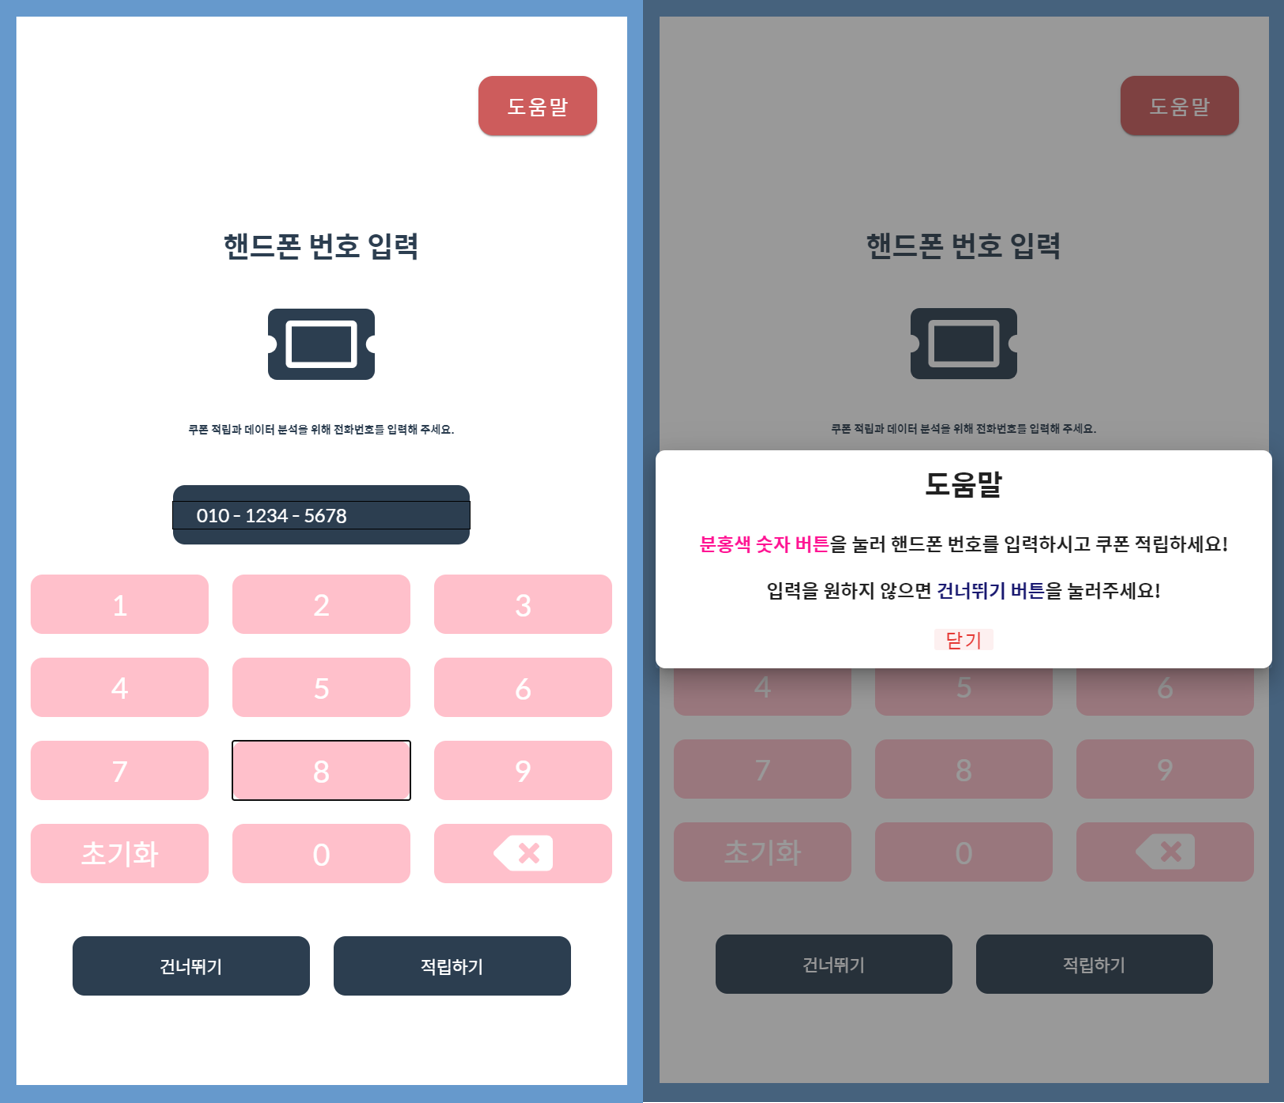 도움말
핸드폰 번호 입력
쿠폰 적립과 데이터 분석을 위해 전화번호를 입력해 주세요.
010 - 1234 - 5678
1 2 3
4 5 6
7 8 9
초기화 0
건너뛰기 적립하기
도움말
핸드폰 번호 입력
쿠폰 적립과 데이터 분석을 위해 전화번호를 입력해 주세요.
도움말
분홍색 숫자 버튼을 눌러 핸드폰 번호를 입력하시고 쿠폰 적립하세요!
입력을 원하지 않으면 건너뛰기 버튼을 눌러주세요!
닫기
4 5 6
7 8 9
초기화 0
건너뛰기 적립하기